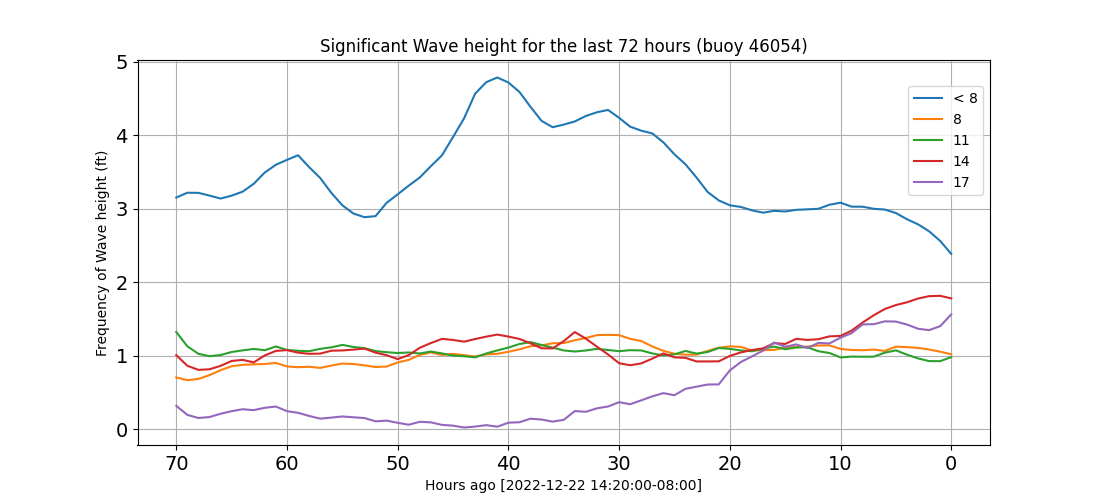 Significant Wave height for the last 72 hours (buoy 46054)
Frequency of Wave height (ft)
5
4
3
2
1
0
< 8
8
11
14
17
70 60 50 40 30 20 10 0
Hours ago [2022-12-22 14:20:00-08:00]